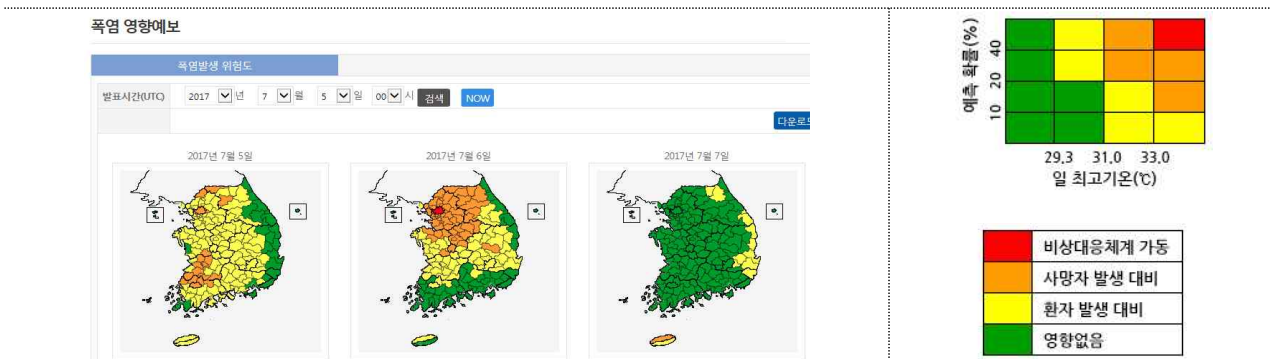 폭염 영향예보
폭염발생 위험도
발표시간(UTC) 2017 년 7 월 5 일 00 시 검색 NOW
다운로드
2017년 7월 5일 2017년 7월 6일 2017년 7월 7일
예측 확률(%)
40
20
10
29.3 31.0 33.0
일 최고기온(℃)
비상대응체계 가동
사망자 발생 대비
환자 발생 대비
영향없음